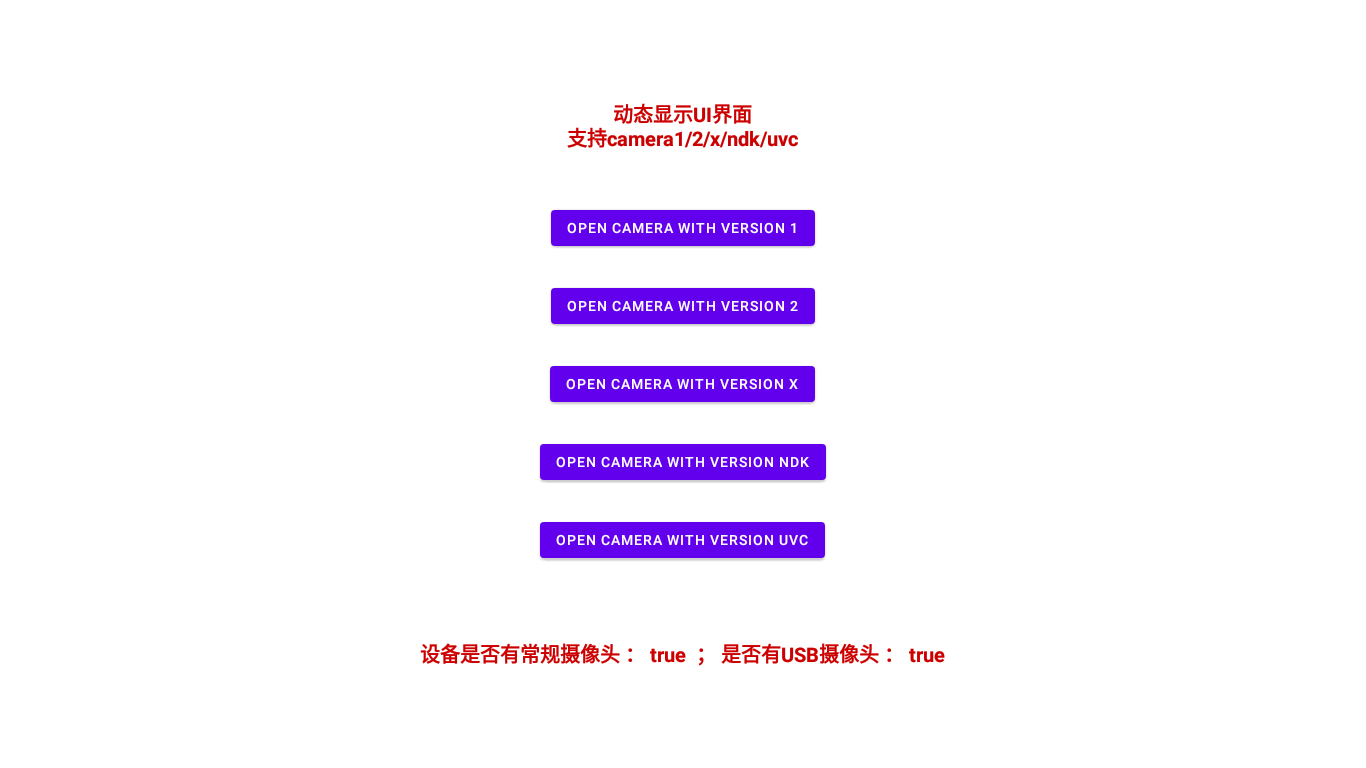 动态显示UI界面
支持camera1/2/x/ndk/uvc
OPEN CAMERA WITH VERSION 1
OPEN CAMERA WITH VERSION 2
OPEN CAMERA WITH VERSION X
OPEN CAMERA WITH VERSION NDK
OPEN CAMERA WITH VERSION UVC
设备是否有常规摄像头： true ； 是否有USB摄像头： true